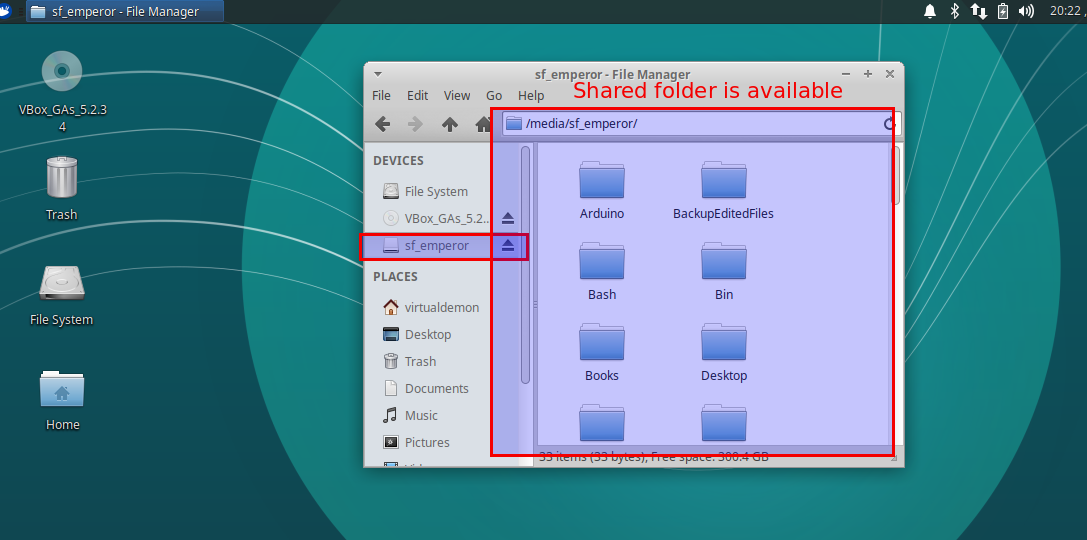 sf_emperor - File Manager
20:22
VBox_GAs_5.2.3
4
Trash
File System
Home
sf_emperor - File Manager
File Edit View Go Help
Shared folder is available
/media/sf_emperor/
DEVICES
File System
VBox_GAs_5.2...
sf_emperor
PLACES
virtualdemon
Desktop
Trash
Documents
Music
Pictures
Arduino
BackupEditedFiles
Bash
Bin
Books
Desktop
33 items (33 bytes), Free space: 300.4 GB